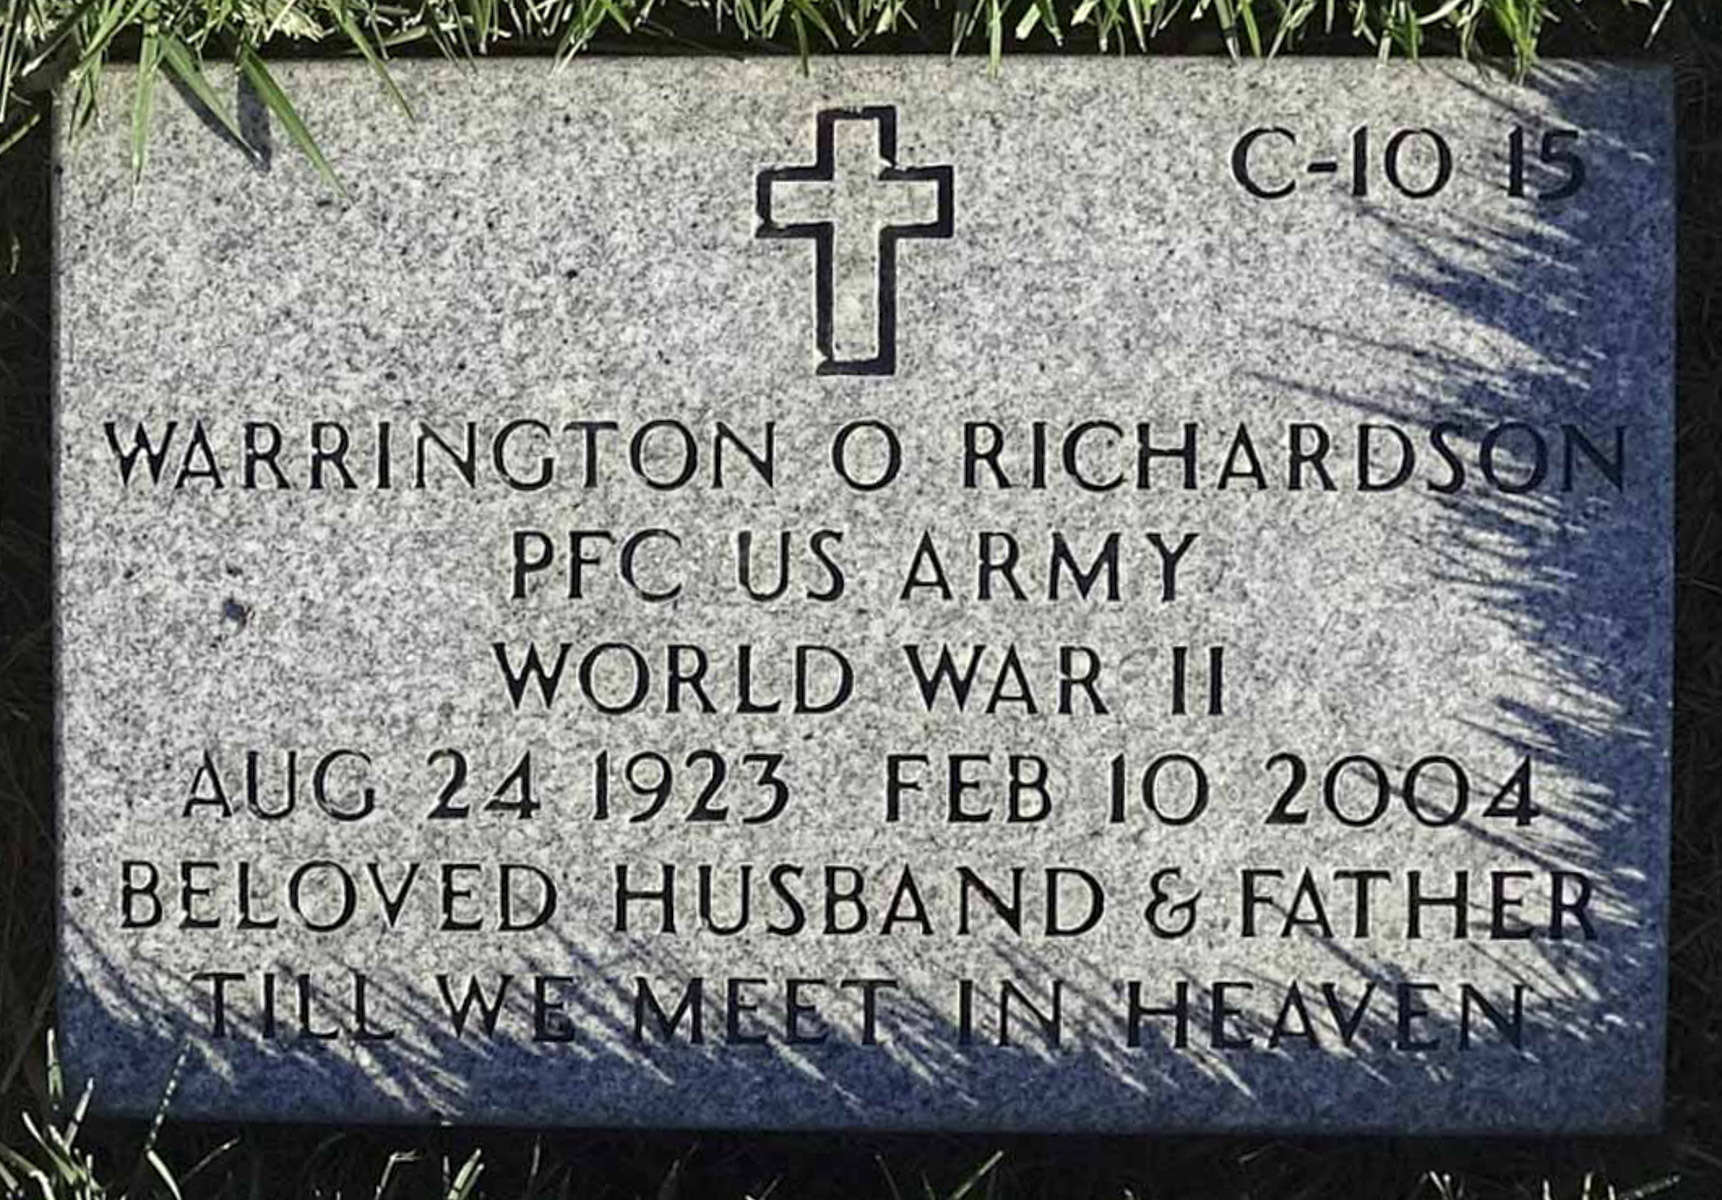 C-10 15
WARRINGTON O RICHARDSON
PFC US ARMY
WORLD WAR II
AUG 24 1923 FEB 10 2004
BELOVED HUSBAND & FATHER
TILL WE MEET IN HEAVEN